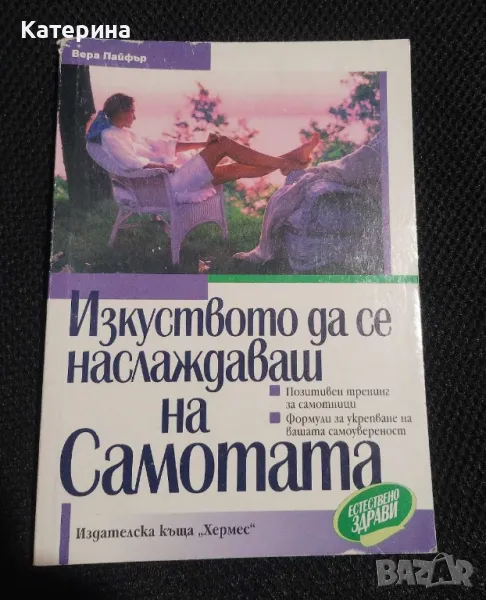 Катерина
Вера Пайфър
Изкуството да се
наслаждаваш
на
Самотата
Позитивен тренинг
за самотници
Формули за укрепване на
вашата самоувереност
ЕСТЕСТВЕНО
ЗДРАВИ
Издателска къща „Хермес“
BAZAR